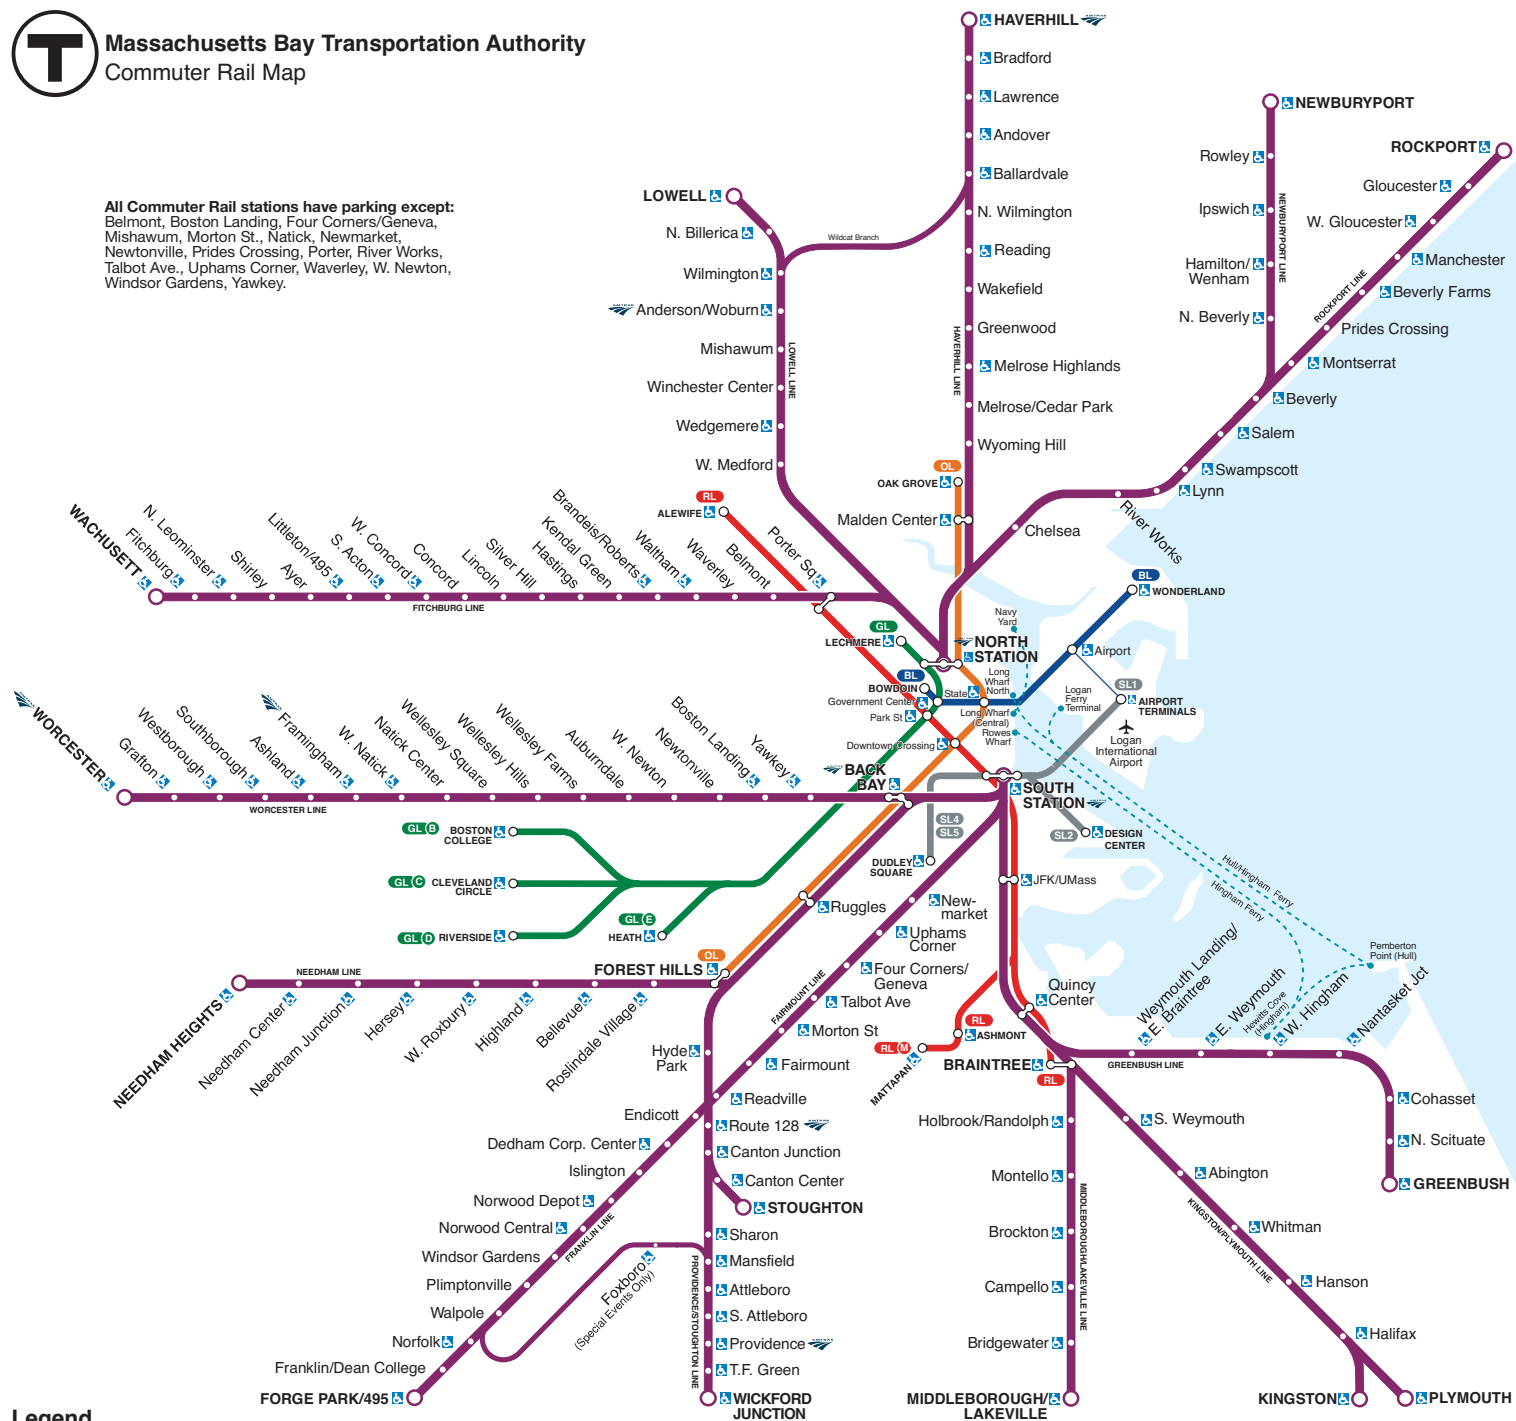 T
Massachusetts Bay Transportation Authority
Commuter Rail Map
All Commuter Rail stations have parking except:
Belmont, Boston Landing, Four Corners/Geneva,
Mishawum, Morton St., Natick, Newmarket,
Newtonville, Prides Crossing, Porter, River Works,
Talbot Ave., Uphams Corner, Waverley, W. Newton,
Windsor Gardens, Yawkey.
HAVERHILL
Bradford
Lawrence
Andover
Ballardvale
N. Wilmington
Reading
Wakefield
Greenwood
Melrose Highlands
Melrose/Cedar Park
Wyoming Hill
HAVERHILL LINE
OL
OAK GROVE
Malden Center
NEWBURYPORT
Rowley
Ipswich
Hamilton/
Wenham
N. Beverly
NEWBURYPORT LINE
ROCKPORT
Gloucester
W. Gloucester
Manchester
Beverly Farms
Prides Crossing
Montserrat
Beverly
Salem
Swampscott
Lynn
River Works
Chelsea
ROCKPORT LINE
LOWELL
N. Billerica
Wildcat Branch
Wilmington
Anderson/Woburn
Mishawum
Winchester Center
Wedgemere
W. Medford
LOWELL LINE
RL
ALEWIFE
WACHUSETT
Fitchburg
N. Leominster
Shirley
Ayer
Littleton/495
S. Acton
W. Concord
Concord
Lincoln
Silver Hill
Hastings
Kendal Green
Brandeis/Roberts
Waltham
Waverley
Belmont
Porter Sq
FITCHBURG LINE
GL
LECHMERE
BL
BOWDOIN
Government Center
Park St
State
Downtown Crossing
NORTH
STATION
Navy
Yard
Long
Wharf
North
Long Wharf
(Central)
Rowes
Wharf
Logan
Ferry
Terminal
BL
WONDERLAND
Airport
SL1
AIRPORT
TERMINALS
Logan
International
Airport
WORCESTER
Grafton
Westborough
Southborough
Ashland
Framingham
W. Natick
Natick Center
Wellesley Square
Wellesley Hills
Wellesley Farms
Auburndale
W. Newton
Newtonville
Boston Landing
Yawkey
WORCESTER LINE
BACK
BAY
SOUTH
STATION
SL4
SL5
DUDLEY
SQUARE
SL2
DESIGN
CENTER
GL B
BOSTON
COLLEGE
GL C
CLEVELAND
CIRCLE
GL D
RIVERSIDE
GL E
HEATH
JFK/UMass
Ruggles
OL
FOREST HILLS
New-
market
Uphams
Corner
Four Corners/
Geneva
Talbot Ave
Morton St
Fairmount
FAIRMOUNT LINE
NEEDHAM LINE
NEEDHAM HEIGHTS
Needham Center
Needham Junction
Hersey
W. Roxbury
Highland
Bellevue
Roslindale Village
Hull/Hingham Ferry
Hingham Ferry
Pemberton
Point (Hull)
Quincy
Center
RL
ASHMONT
RL M
MATTAPAN
BRAINTREE
RL
Weymouth Landing/
E. Braintree
E. Weymouth
Hewitts Cove
(Hingham)
W. Hingham
Nantasket Jct
GREENBUSH LINE
Cohasset
N. Scituate
GREENBUSH
Hyde
Park
Readville
Route 128
Canton Junction
Canton Center
STOUGHTON
Sharon
Mansfield
Attleboro
S. Attleboro
Providence
T.F. Green
WICKFORD
JUNCTION
PROVIDENCE/STOUGHTON LINE
Endicott
Dedham Corp. Center
Islington
Norwood Depot
Norwood Central
Windsor Gardens
Plimptonville
Walpole
Norfolk
Franklin/Dean College
FORGE PARK/495
FRANKLIN LINE
Foxboro
(Special Events Only)
Holbrook/Randolph
Montello
Brockton
Campello
Bridgewater
MIDDLEBOROUGH/
LAKEVILLE
MIDDLEBOROUGH/LAKEVILLE LINE
S. Weymouth
Abington
Whitman
Hanson
Halifax
KINGSTON
PLYMOUTH
KINGSTON/PLYMOUTH LINE
Legend